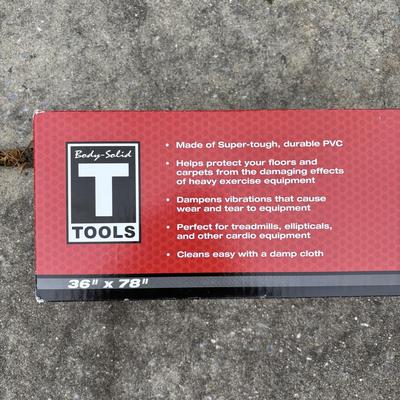 Body-Solid
T
TOOLS
• Made of Super-tough, durable PVC
• Helps protect your floors and
carpets from the damaging effects
of heavy exercise equipment
• Dampens vibrations that cause
wear and tear to equipment
• Perfect for treadmills, ellipticals,
and other cardio equipment
• Cleans easy with a damp cloth
36" x 78"